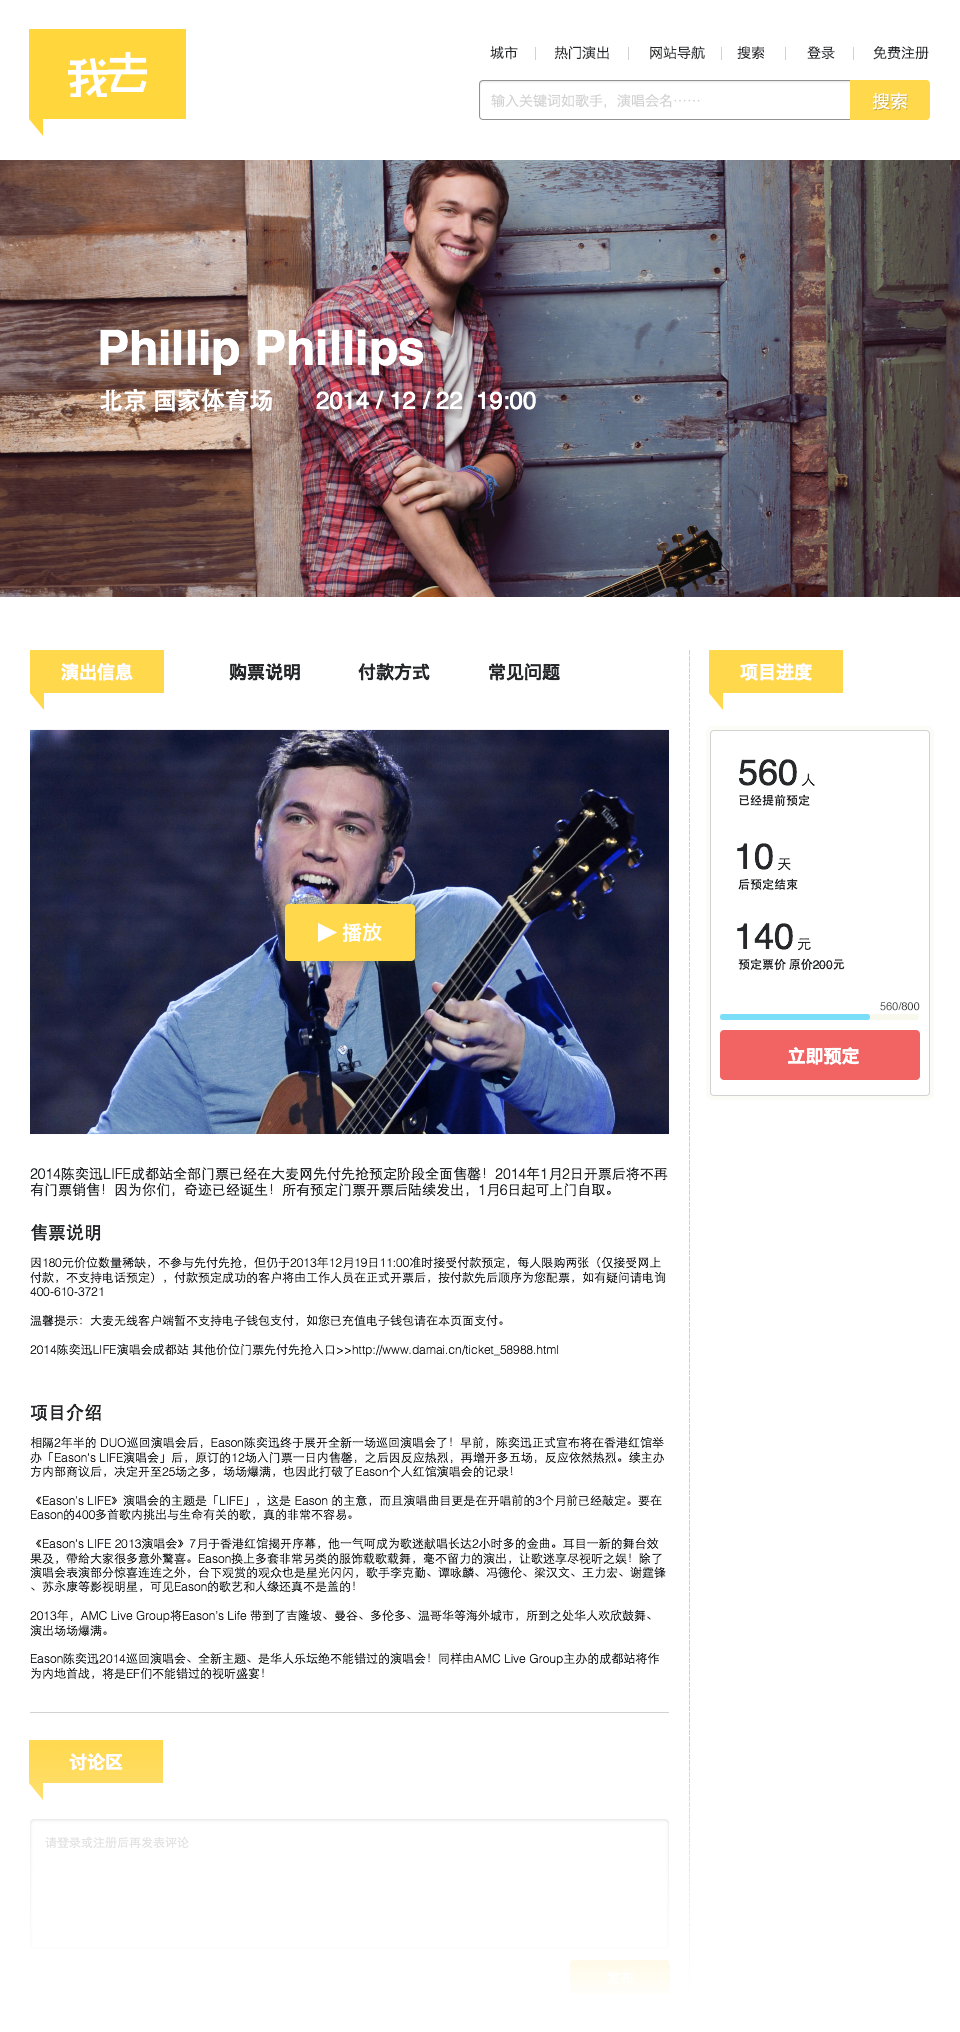 我去
城市 热门演出 网站导航 搜索 登录 免费注册
输入关键词如歌手，演唱会名…… 搜索
Phillip Phillips
北京 国家体育场 2014 / 12 / 22 19:00
演出信息 购票说明 付款方式 常见问题
项目进度
560 人
已经提前预定
10 天
后预定结束
140 元
预定票价 原价200元
560/800
立即预定
Taylor
播放
2014陈奕迅LIFE成都站全部门票已经在大麦网先付先抢预定阶段全面售罄！2014年1月2日开票后将不再
有门票销售！因为你们，奇迹已经诞生！所有预定门票开票后陆续发出，1月6日起可上门自取。
售票说明
因180元价位数量稀缺，不参与先付先抢，但仍于2013年12月19日11:00准时接受付款预定，每人限购两张（仅接受网上
付款，不支持电话预定），付款预定成功的客户将由工作人员在正式开票后，按付款先后顺序为您配票，如有疑问请电询
400-610-3721
温馨提示：大麦无线客户端暂不支持电子钱包支付，如您已充值电子钱包请在本页面支付。
2014陈奕迅LIFE演唱会成都站 其他价位门票先付先抢入口>>http://www.damai.cn/ticket_58988.html
项目介绍
相隔2年半的 DUO巡回演唱会后，Eason陈奕迅终于展开全新一场巡回演唱会了！早前，陈奕迅正式宣布将在香港红馆举
办「Eason's LIFE演唱会」后，原订的12场入门票一日内售罄，之后因反应热烈，再增开多五场，反应依然热烈。续主办
方内部商议后，决定开至25场之多，场场爆满，也因此打破了Eason个人红馆演唱会的记录！
《Eason's LIFE》演唱会的主题是「LIFE」，这是 Eason 的主意，而且演唱曲目更是在开唱前的3个月前已经敲定。要在
Eason的400多首歌内挑出与生命有关的歌，真的非常不容易。
《Eason's LIFE 2013演唱会》7月于香港红馆揭开序幕，他一气呵成为歌迷献唱长达2小时多的金曲。耳目一新的舞台效
果及，帶给大家很多意外驚喜。Eason换上多套非常另类的服饰载歌载舞，毫不留力的演出，让歌迷享尽视听之娱！除了
演唱会表演部分惊喜连连之外，台下观赏的观众也是星光闪闪，歌手李克勤、谭咏麟、冯德伦、梁汉文、王力宏、谢霆锋
、苏永康等影视明星，可见Eason的歌艺和人缘还真不是盖的！
2013年，AMC Live Group将Eason's Life 带到了吉隆坡、曼谷、多伦多、温哥华等海外城市，所到之处华人欢欣鼓舞、
演出场场爆满。
Eason陈奕迅2014巡回演唱会、全新主题、是华人乐坛绝不能错过的演唱会！同样由AMC Live Group主办的成都站将作
为内地首战，将是EF们不能错过的视听盛宴！
讨论区
请登录或注册后再发表评论